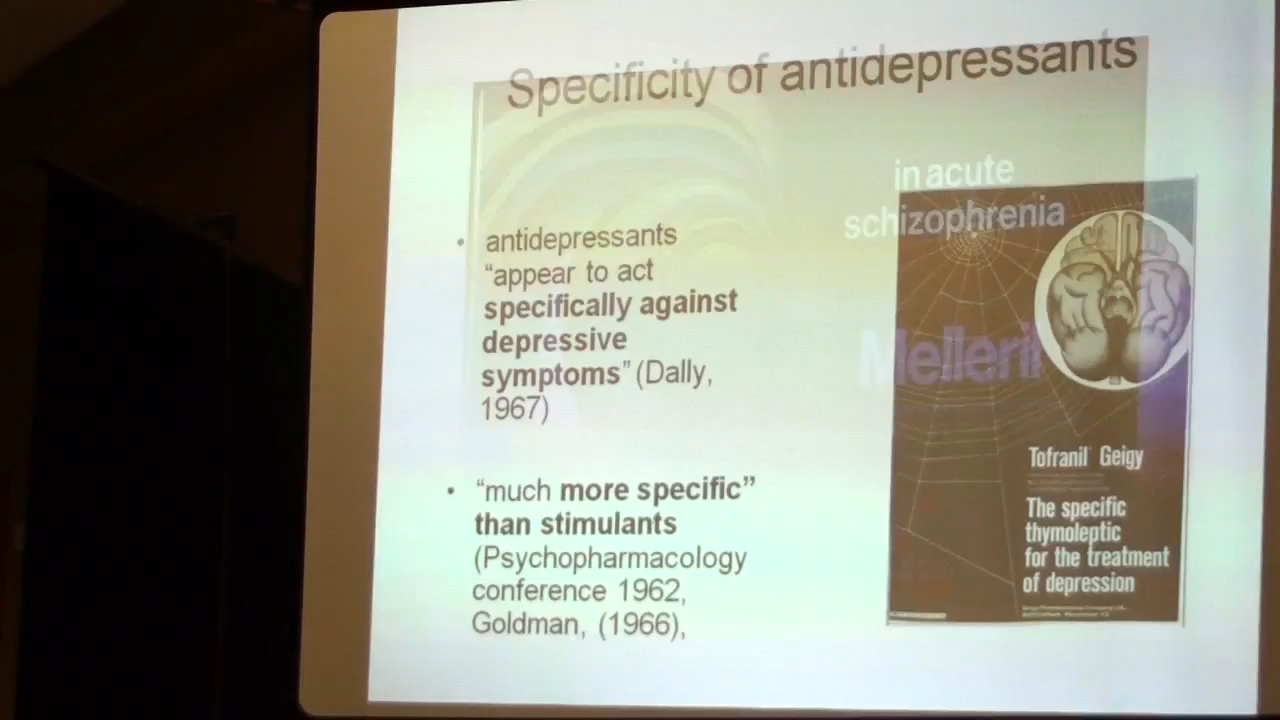 Specificity of antidepressants
in acute
schizophrenia
• antidepressants
“appear to act
specifically against
depressive
symptoms” (Dally,
1967)
Melleril
• “much more specific”
than stimulants
(Psychopharmacology
conference 1962,
Goldman, (1966),
Tofranil Geigy
The specific
thymoleptic
for the treatment
of depression